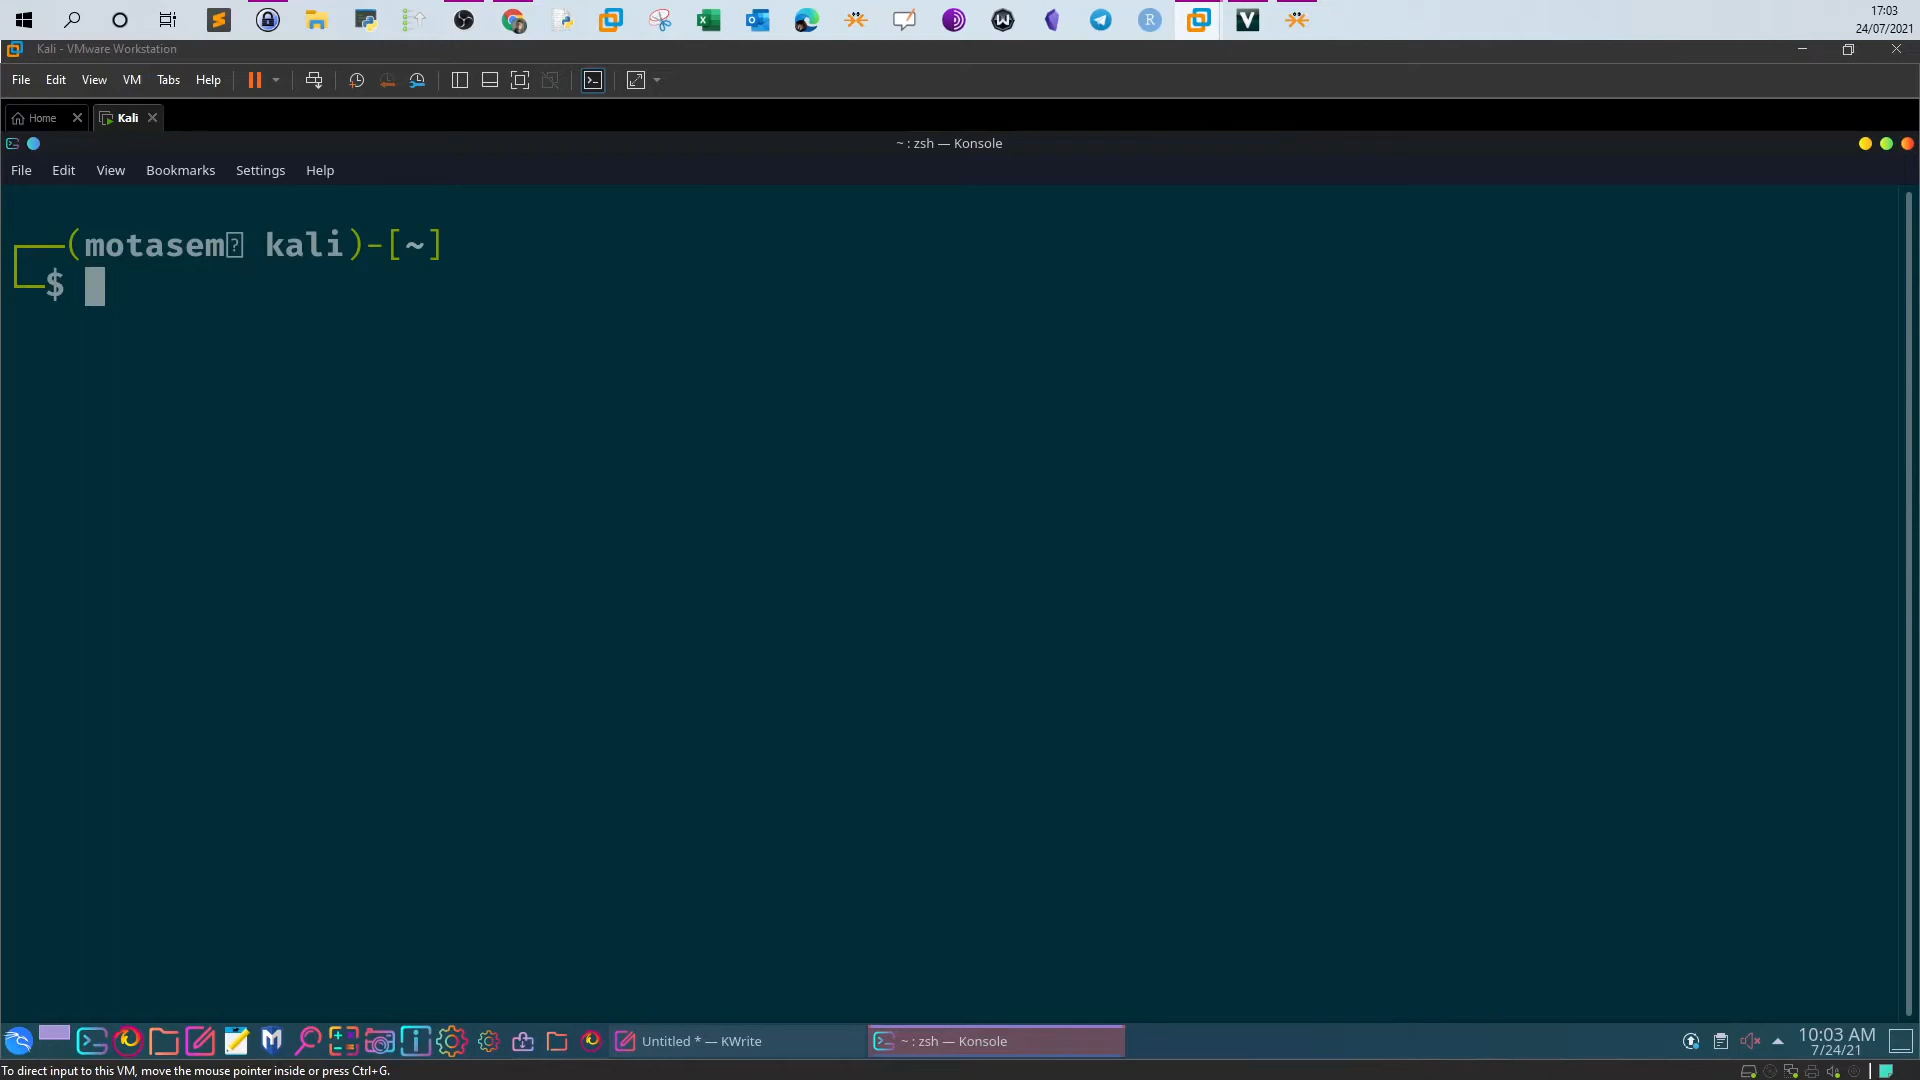 17:03
24/07/2021
Kali - VMware Workstation
File Edit View VM Tabs Help
Home Kali
~ : zsh — Konsole
File Edit View Bookmarks Settings Help
┌──(motasem kali)-[~]
└─$
Untitled * — KWrite
~ : zsh — Konsole
10:03 AM
7/24/21
To direct input to this VM, move the mouse pointer inside or press Ctrl+G.